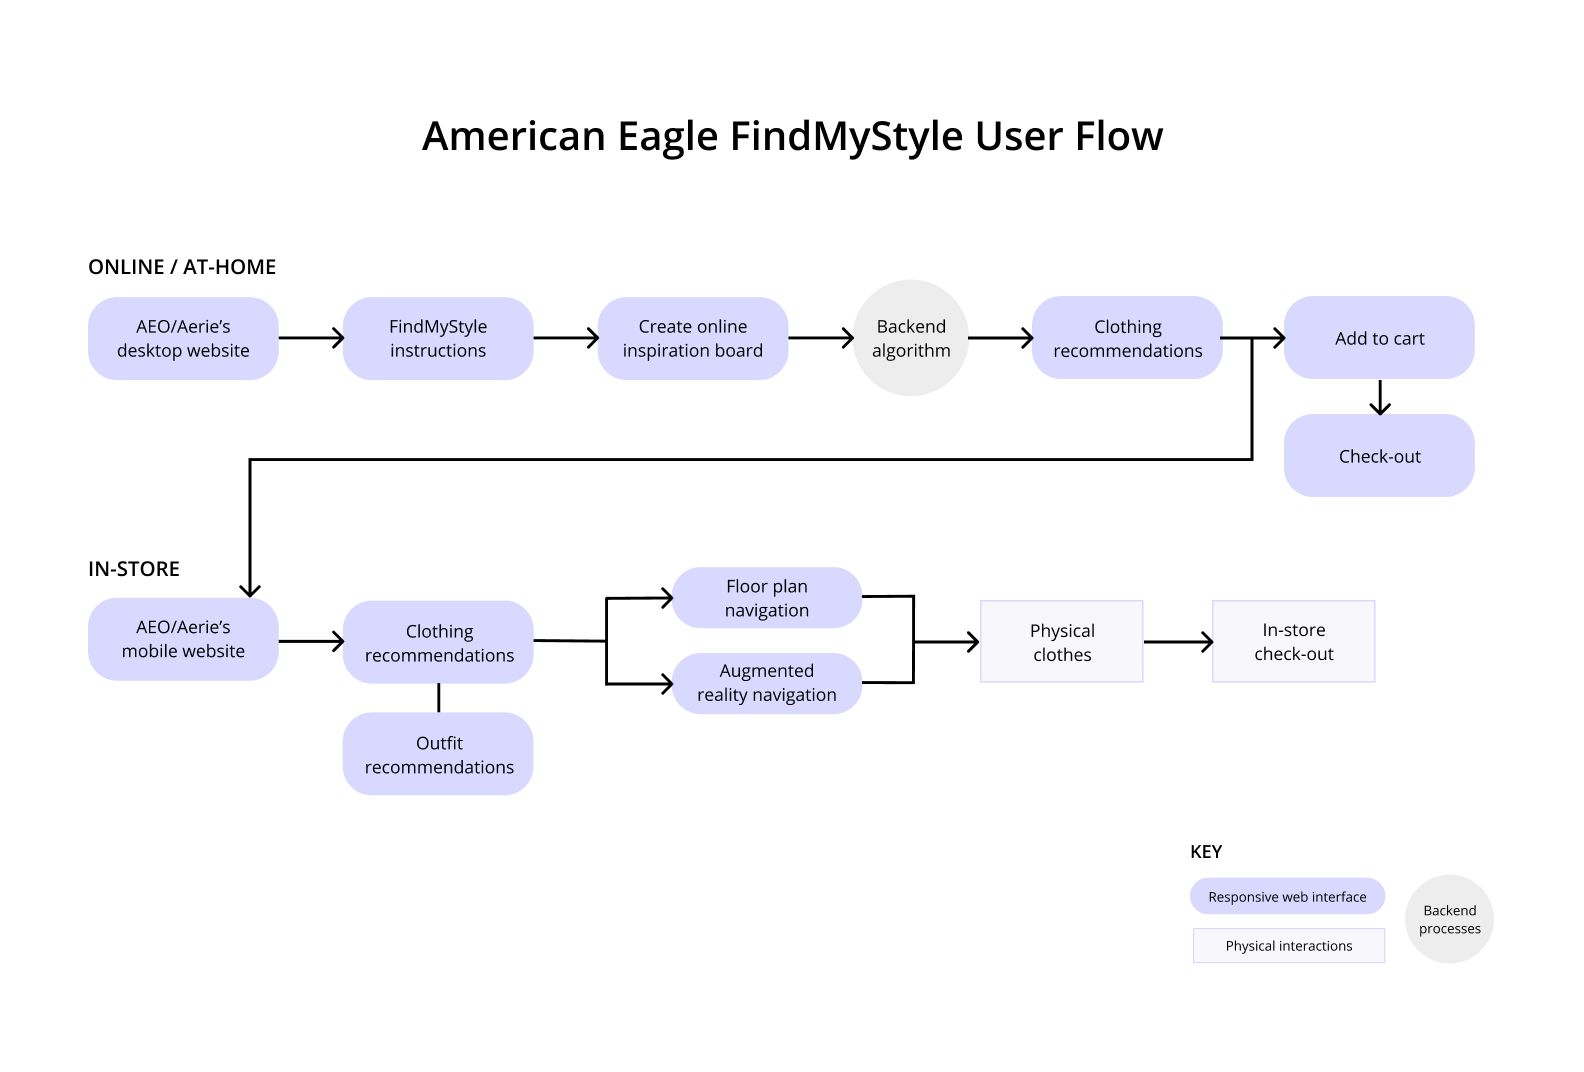 American Eagle FindMyStyle User Flow
ONLINE / AT-HOME
AEO/Aerie’s
desktop website
FindMyStyle
instructions
Create online
inspiration board
Backend
algorithm
Clothing
recommendations
Add to cart
Check-out
IN-STORE
AEO/Aerie’s
mobile website
Clothing
recommendations
Outfit
recommendations
Floor plan
navigation
Augmented
reality navigation
Physical
clothes
In-store
check-out
KEY
Responsive web interface
Physical interactions
Backend
processes